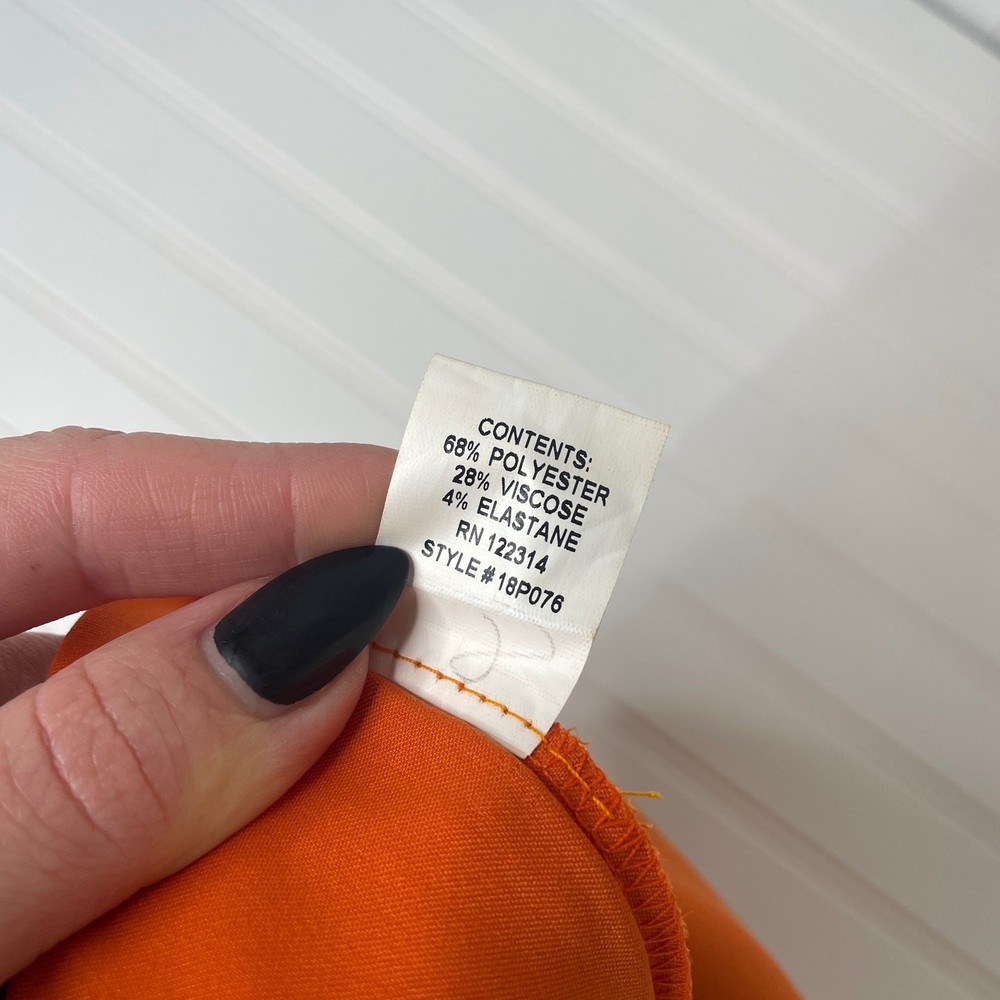 CONTENTS:
68% POLYESTER
28% VISCOSE
4% ELASTANE
RN 122314
STYLE # 18P076